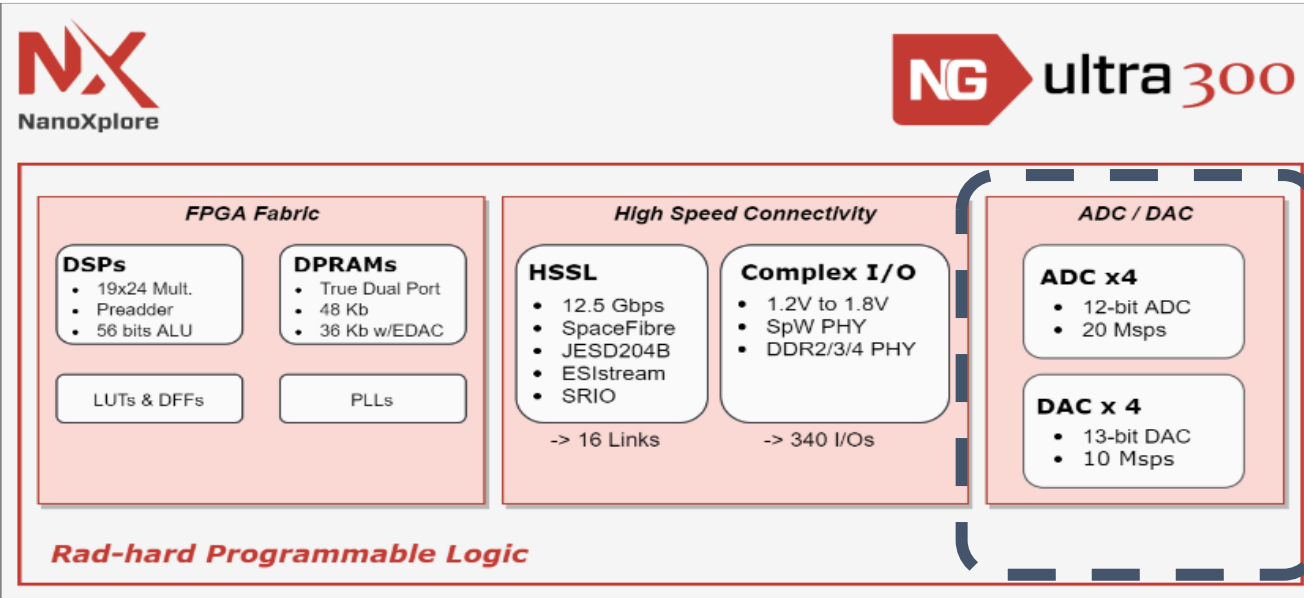 NX
NanoXplore
NG ultra 300
FPGA Fabric
DSPs
• 19x24 Mult.
• Preadder
• 56 bits ALU
DPRAMs
• True Dual Port
• 48 Kb
• 36 Kb w/EDAC
LUTs & DFFs
PLLs
High Speed Connectivity
HSSL
• 12.5 Gbps
• SpaceFibre
• JESD204B
• ESIstream
• SRIO
-> 16 Links
Complex I/O
• 1.2V to 1.8V
• SpW PHY
• DDR2/3/4 PHY
-> 340 I/Os
ADC / DAC
ADC x4
• 12-bit ADC
• 20 Msps
DAC x 4
• 13-bit DAC
• 10 Msps
Rad-hard Programmable Logic